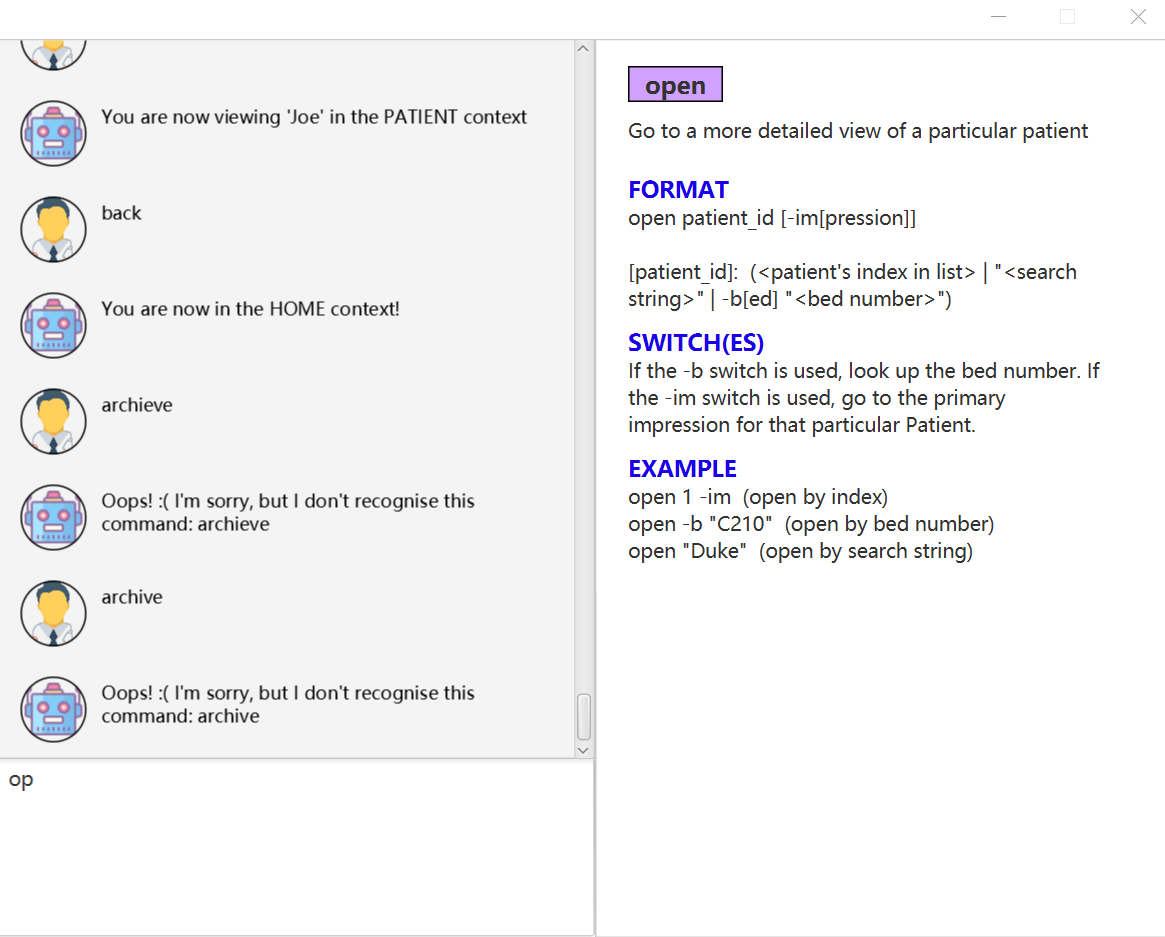 You are now viewing 'Joe' in the PATIENT context
back
You are now in the HOME context!
archieve
Oops! :( I'm sorry, but I don't recognise this
command: archieve
archive
Oops! :( I'm sorry, but I don't recognise this
command: archive
op
open
Go to a more detailed view of a particular patient
FORMAT
open patient_id [-im[pression]]
[patient_id]:  (<patient's index in list> | "<search
string>" | -b[ed] "<bed number>")
SWITCH(ES)
If the -b switch is used, look up the bed number. If
the -im switch is used, go to the primary
impression for that particular Patient.
EXAMPLE
open 1 -im  (open by index)
open -b "C210"  (open by bed number)
open "Duke"  (open by search string)